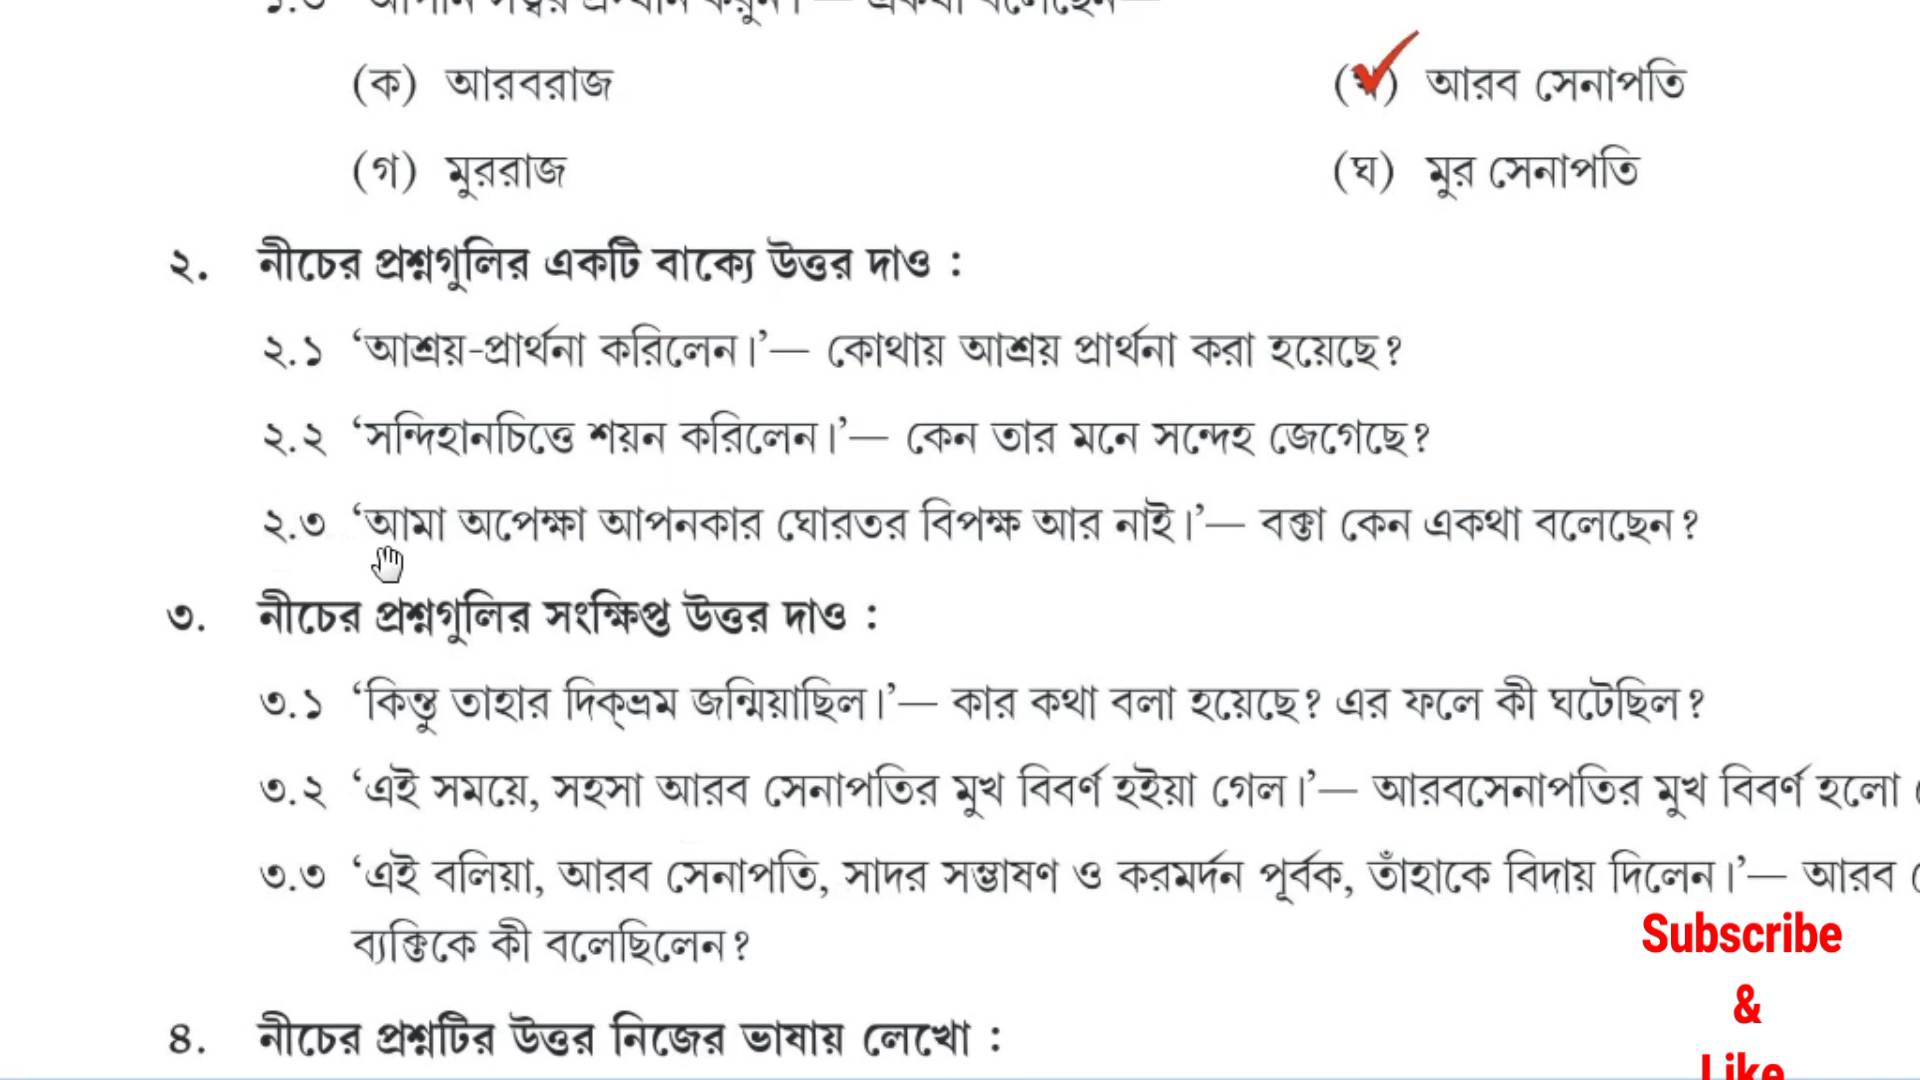 (ক) আরবরাজ
(খ) আরব সেনাপতি
(গ) মুররাজ
(ঘ) মুর সেনাপতি
২. নীচের প্রশ্নগুলির একটি বাক্যে উত্তর দাও :
২.১ ‘আশ্রয়-প্রার্থনা করিলেন।’— কোথায় আশ্রয় প্রার্থনা করা হয়েছে?
২.২ ‘সন্দিহানচিত্তে শয়ন করিলেন।’— কেন তার মনে সন্দেহ জেগেছে?
২.৩ ‘আমা অপেক্ষা আপনকার ঘোরতর বিপক্ষ আর নাই।’— বক্তা কেন একথা বলেছেন?
৩. নীচের প্রশ্নগুলির সংক্ষিপ্ত উত্তর দাও :
৩.১ ‘কিন্তু তাহার দিক্‌ভ্রম জন্মিয়াছিল।’— কার কথা বলা হয়েছে? এর ফলে কী ঘটেছিল?
৩.২ ‘এই সময়ে, সহসা আরব সেনাপতির মুখ বিবর্ণ হইয়া গেল।’— আরবসেনাপতির মুখ বিবর্ণ হলো
৩.৩ ‘এই বলিয়া, আরব সেনাপতি, সাদর সম্ভাষণ ও করমর্দন পূর্বক, তাঁহাকে বিদায় দিলেন।’— আরব
ব্যক্তিকে কী বলেছিলেন?
Subscribe
&
Like
৪. নীচের প্রশ্নটির উত্তর নিজের ভাষায় লেখো :